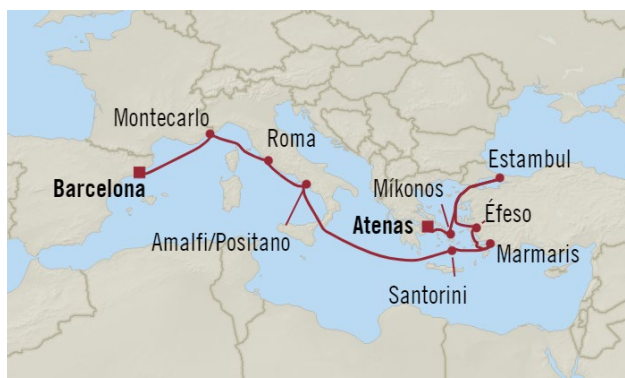 Montecarlo
Roma
Barcelona
Estambul
Míkonos
Éfeso
Atenas
Amalfi/Positano
Marmaris
Santorini